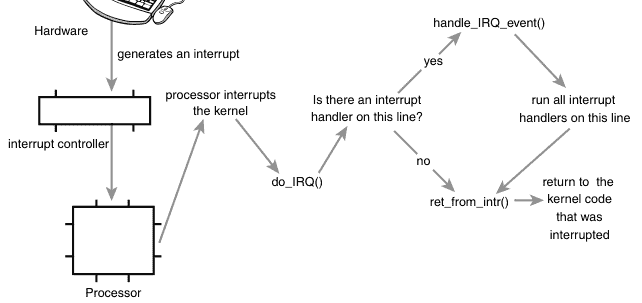 Hardware
generates an interrupt
interrupt controller
Processor
processor interrupts
the kernel
do_IRQ()
Is there an interrupt
handler on this line?
yes
no
handle_IRQ_event()
run all interrupt
handlers on this line
ret_from_intr()
return to the
kernel code
that was
interrupted